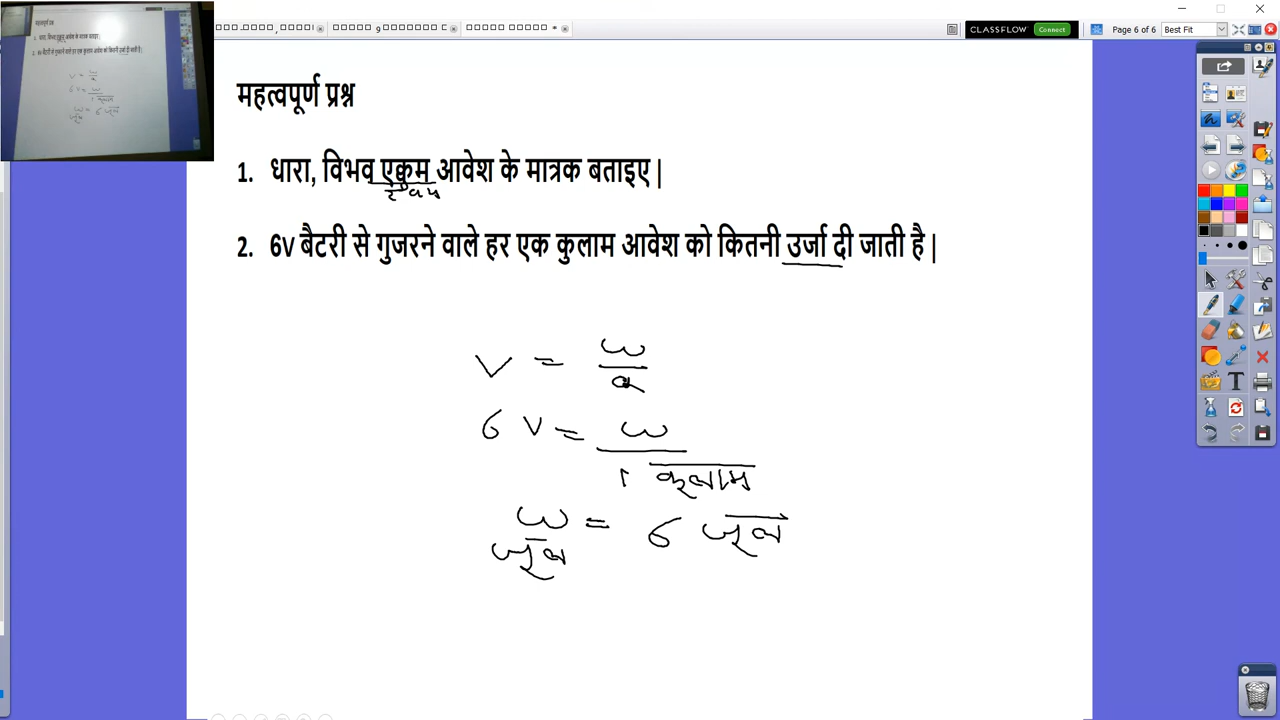 CLASSFLOW Connect Page 6 of 6 Best Fit
महत्वपूर्ण प्रश्न
1. धारा, विभव एकुम आवेश के मात्रक बताइए |
2. 6V बैटरी से गुजरने वाले हर एक कुलाम आवेश को कितनी उर्जा दी जाती है |
V = W
Q
6 V = W
1 कूलाम
W = 6 जूल
जूल